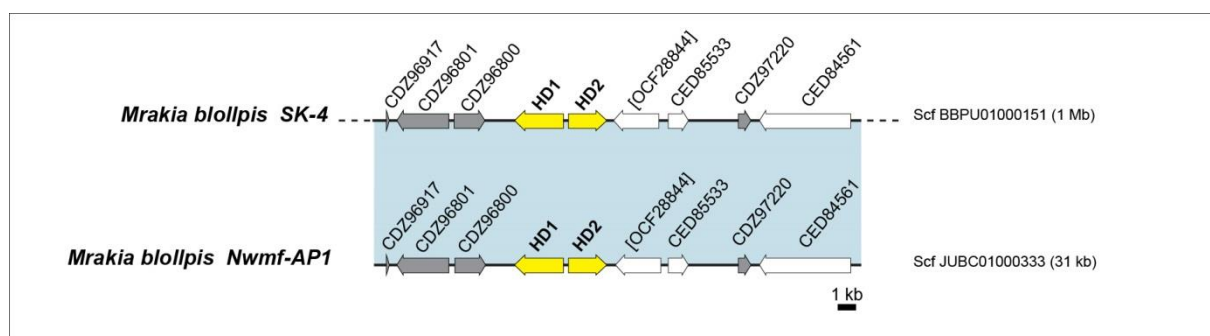 CDZ96917 CDZ96801 CDZ96800 HD1 HD2 [OCF28844] CED85533 CDZ97220 CED84561
Mrakia blollpis SK-4 Scf BBPU01000151 (1 Mb)
CDZ96917 CDZ96801 CDZ96800 HD1 HD2 [OCF28844] CED85533 CDZ97220 CED84561
Mrakia blollpis Nwmf-AP1 Scf JUBC01000333 (31 kb)
1 kb